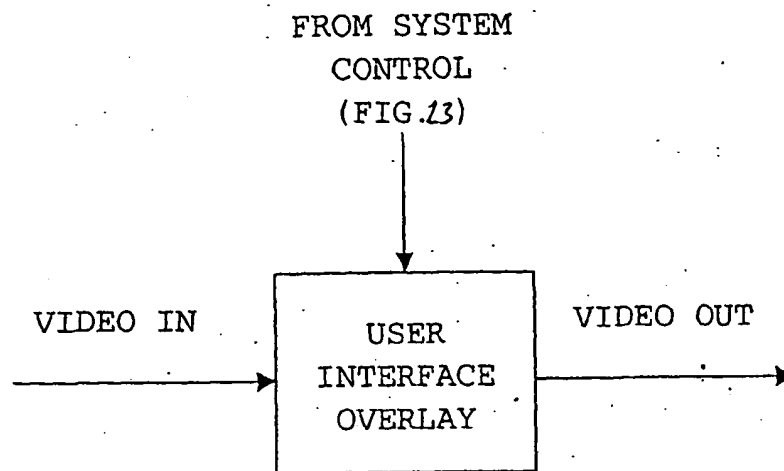 FROM SYSTEM
CONTROL
(FIG.13)
VIDEO IN
USER
INTERFACE
OVERLAY
VIDEO OUT